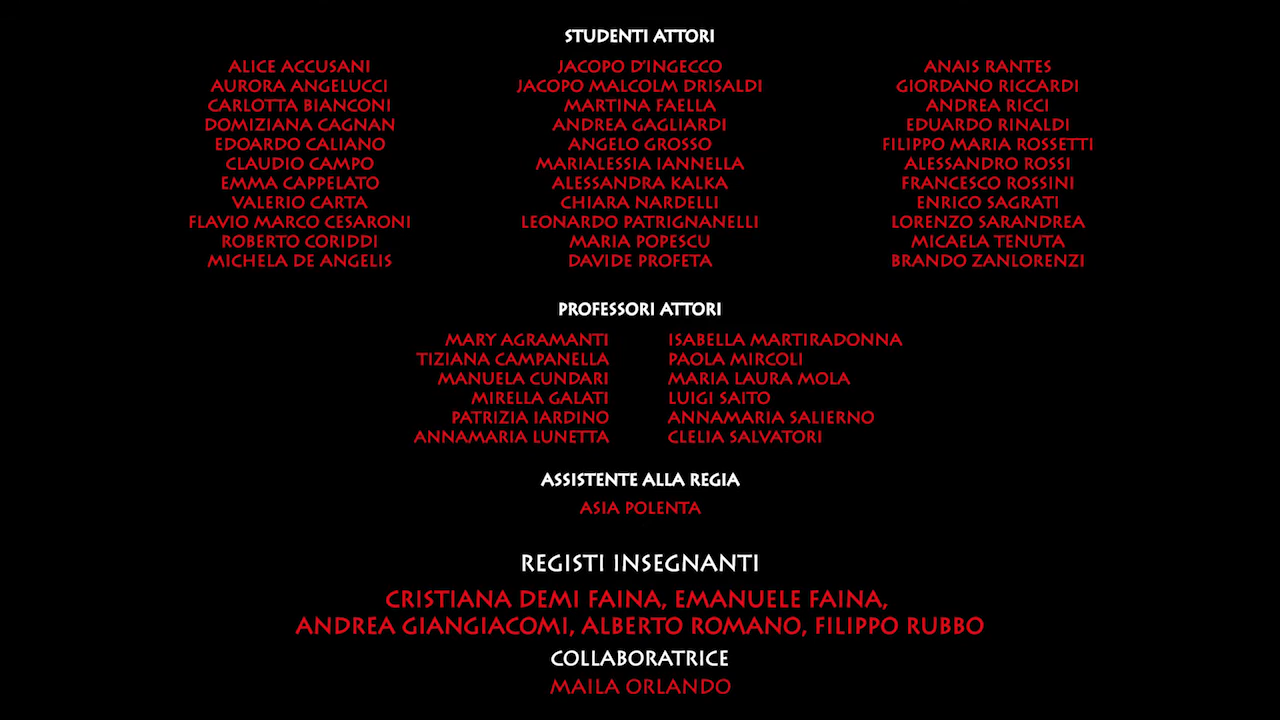 STUDENTI ATTORI
ALICE ACCUSANI
AURORA ANGELUCCI
CARLOTTA BIANCONI
DOMIZIANA CAGNAN
EDOARDO CALIANO
CLAUDIO CAMPO
EMMA CAPPELATO
VALERIO CARTA
FLAVIO MARCO CESARONI
ROBERTO CORIDDI
MICHELA DE ANGELIS
JACOPO D'INGECCO
JACOPO MALCOLM DRISALDI
MARTINA FAELLA
ANDREA GAGLIARDI
ANGELO GROSSO
MARIALESSIA IANNELLA
ALESSANDRA KALKA
CHIARA NARDELLI
LEONARDO PATRIGNANELLI
MARIA POPESCU
DAVIDE PROFETA
ANAIS RANTES
GIORDANO RICCARDI
ANDREA RICCI
EDUARDO RINALDI
FILIPPO MARIA ROSSETTI
ALESSANDRO ROSSI
FRANCESCO ROSSINI
ENRICO SAGRATI
LORENZO SARANDREA
MICAELA TENUTA
BRANDO ZANLORENZI
PROFESSORI ATTORI
MARY AGRAMANTI
TIZIANA CAMPANELLA
MANUELA CUNDARI
MIRELLA GALATI
PATRIZIA IARDINO
ANNAMARIA LUNETTA
ISABELLA MARTIRADONNA
PAOLA MIRCOLI
MARIA LAURA MOLA
LUIGI SAITO
ANNAMARIA SALIERNO
CLELIA SALVATORI
ASSISTENTE ALLA REGIA
ASIA POLENTA
REGISTI INSEGNANTI
CRISTIANA DEMI FAINA, EMANUELE FAINA,
ANDREA GIANGIACOMI, ALBERTO ROMANO, FILIPPO RUBBO
COLLABORATRICE
MAILA ORLANDO